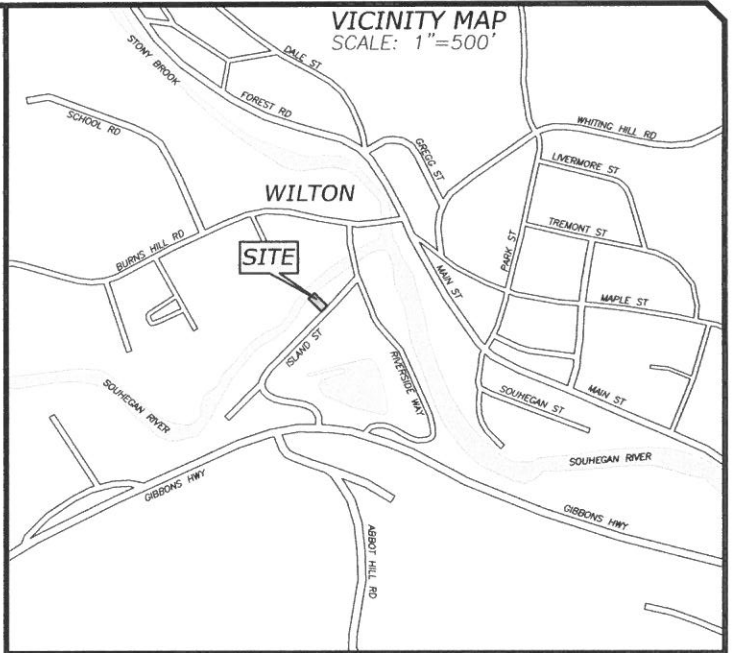 VICINITY MAP
SCALE: 1"=500'
STONY BROOK
DALE ST
FOREST RD
SCHOOL RD
GREGG ST
WHITING HILL RD
LIVERMORE ST
WILTON
TREMONT ST
PARK ST
BURNS HILL RD
SITE
MAIN ST
MAPLE ST
ISLAND ST
RIVERSIDE WAY
SOUHEGAN RIVER
SOUHEGAN ST
MAIN ST
SOUHEGAN RIVER
GIBBONS HWY
GIBBONS HWY
ABBOT HILL RD